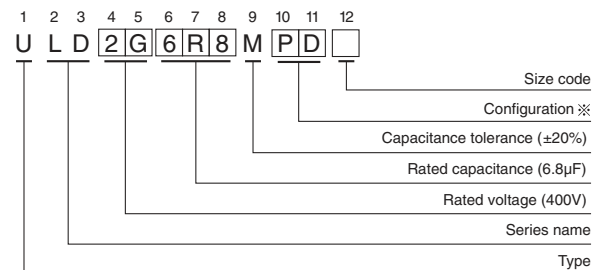 1 2 3 4 5 6 7 8 9 10 11 12
U L D 2 G 6 R 8 M P D
Size code
Configuration ※
Capacitance tolerance (±20%)
Rated capacitance (6.8µF)
Rated voltage (400V)
Series name
Type